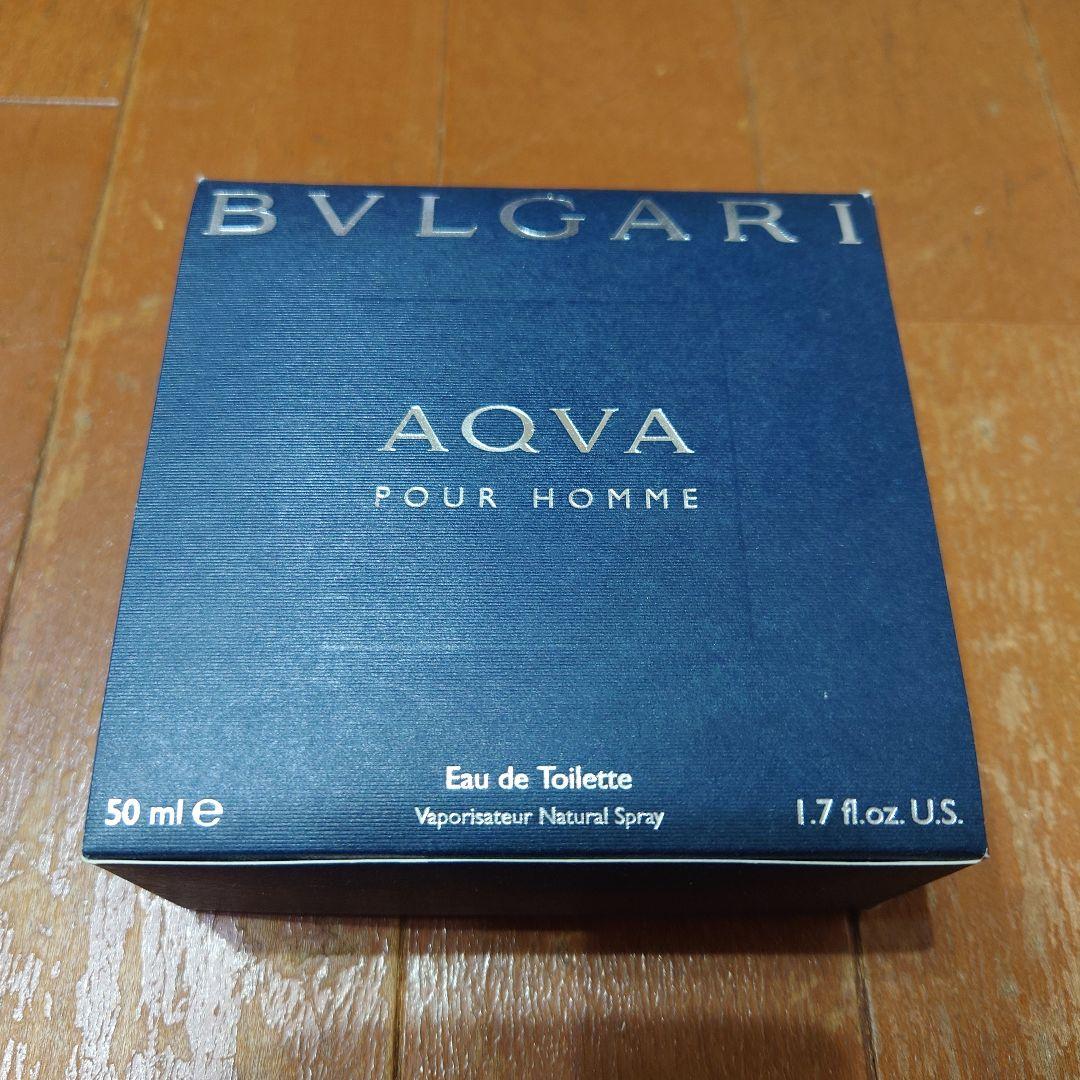 BVLGARI
AQVA
POUR HOMME
Eau de Toilette
50 ml ℮ Vaporisateur Natural Spray 1.7 fl.oz. U.S.